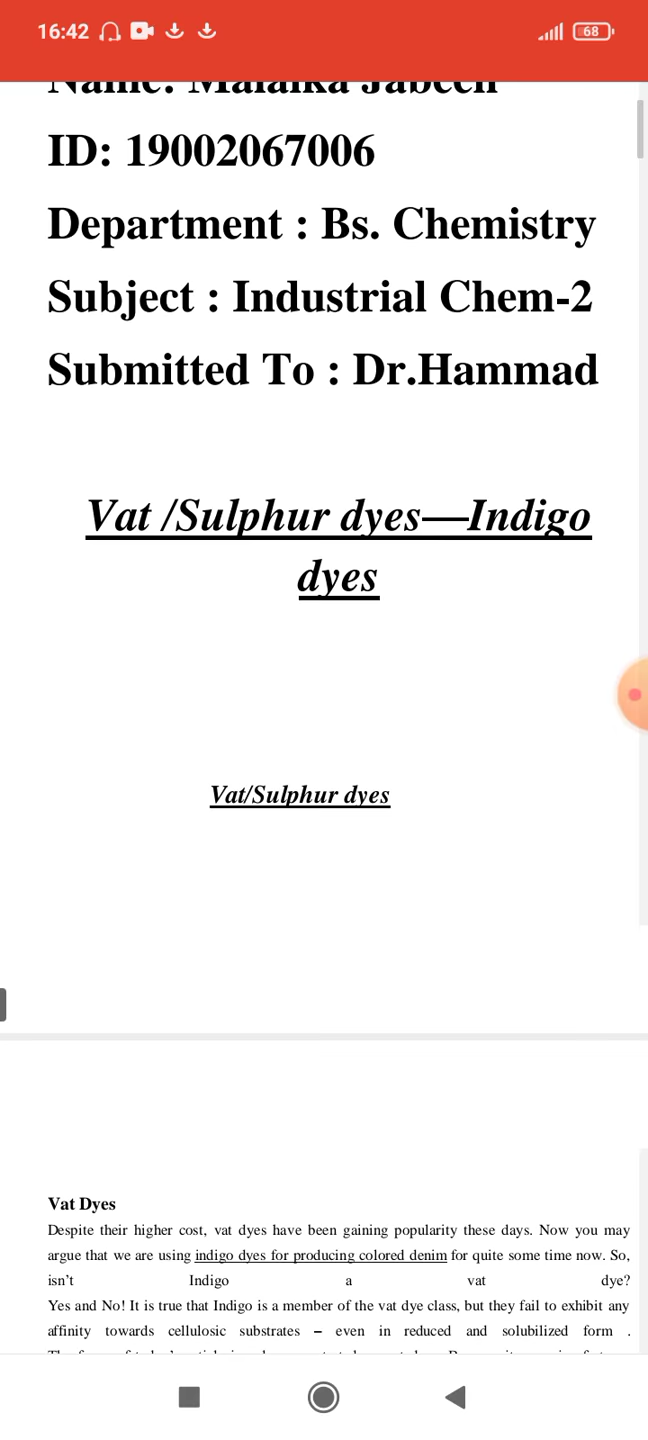 16:42
68
Name: Malaika Jabeen
ID: 19002067006
Department : Bs. Chemistry
Subject : Industrial Chem-2
Submitted To : Dr.Hammad
Vat /Sulphur dyes—Indigo
dyes
Vat/Sulphur dyes
Vat Dyes
Despite their higher cost, vat dyes have been gaining popularity these days. Now you may
argue that we are using indigo dyes for producing colored denim for quite some time now. So,
isn't Indigo a vat dye?
Yes and No! It is true that Indigo is a member of the vat dye class, but they fail to exhibit any
affinity towards cellulosic substrates – even in reduced and solubilized form .